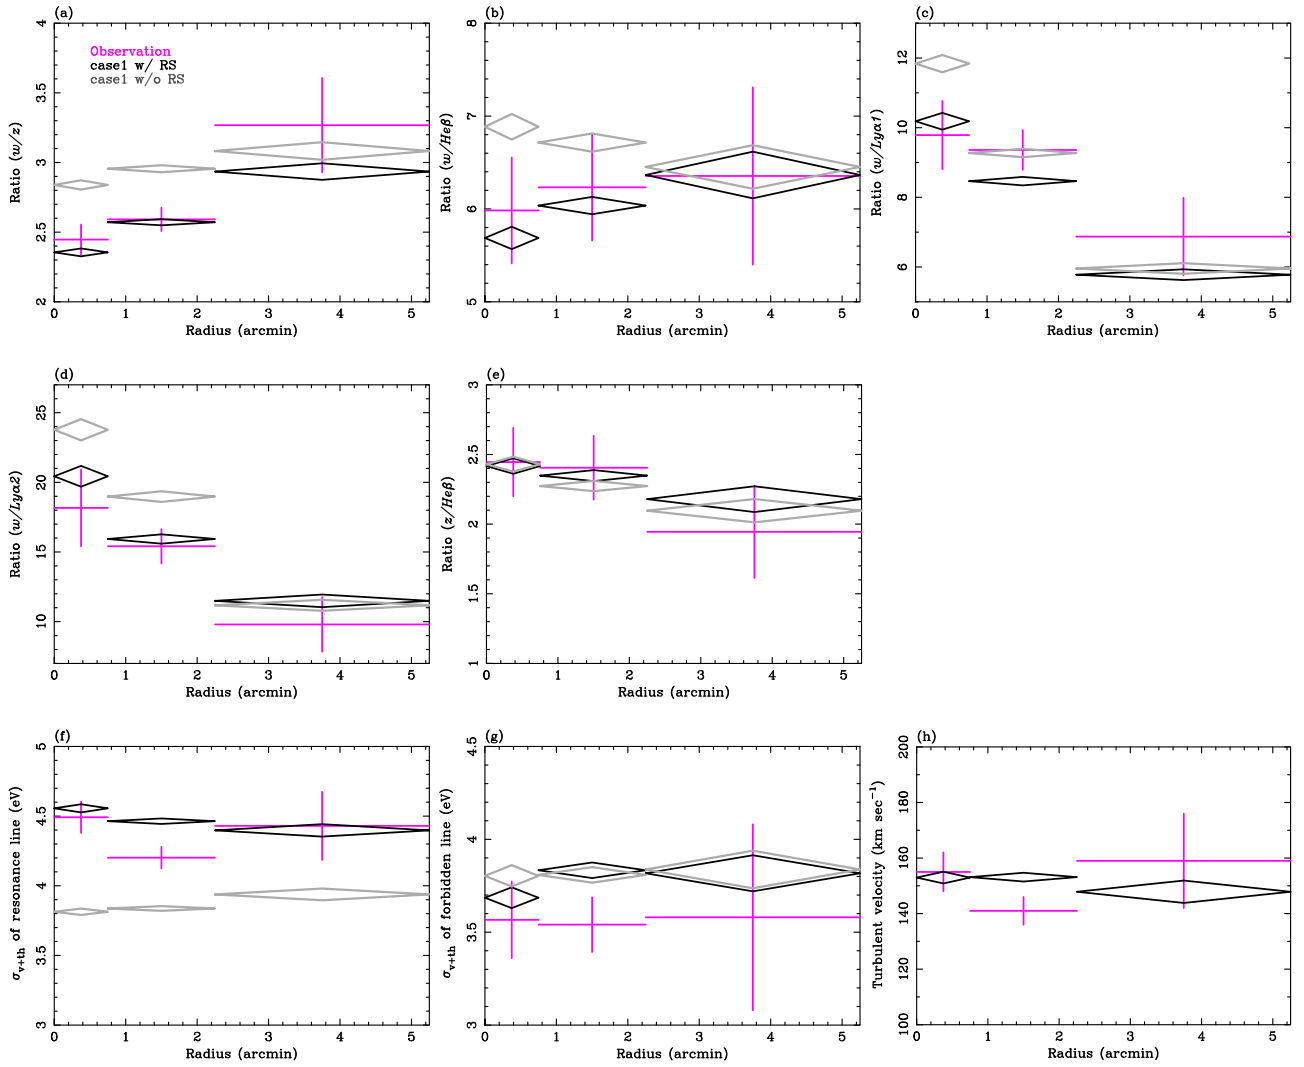 (a)
4
3.5
3
2.5
2
Ratio (w/z)
Observation
case1 w/ RS
case1 w/o RS
0 1 2 3 4 5
Radius (arcmin)
(b)
8
7
6
5
Ratio (w/Heβ)
0 1 2 3 4 5
Radius (arcmin)
(c)
12
10
8
6
Ratio (w/Lyα1)
0 1 2 3 4 5
Radius (arcmin)
(d)
25
20
15
10
Ratio (w/Lyα2)
0 1 2 3 4 5
Radius (arcmin)
(e)
3
2.5
2
1.5
1
Ratio (z/Heβ)
0 1 2 3 4 5
Radius (arcmin)
(f)
5
4.5
4
3.5
3
σv+th of resonance line (eV)
0 1 2 3 4 5
Radius (arcmin)
(g)
4.5
4
3.5
3
σv+th of forbidden line (eV)
0 1 2 3 4 5
Radius (arcmin)
(h)
200
180
160
140
120
100
Turbulent velocity (km sec⁻¹)
0 1 2 3 4 5
Radius (arcmin)